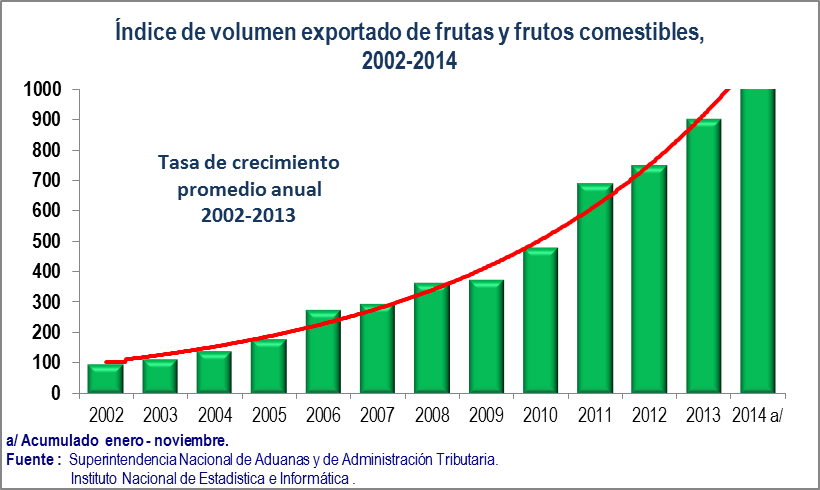 Índice de volumen exportado de frutas y frutos comestibles,
2002-2014
1000
900
800
700
600
500
400
300
200
100
0
Tasa de crecimiento
promedio anual
2002-2013
2002 2003 2004 2005 2006 2007 2008 2009 2010 2011 2012 2013 2014 a/
a/ Acumulado enero - noviembre.
Fuente : Superintendencia Nacional de Aduanas y de Administración Tributaria.
Instituto Nacional de Estadística e Informática .